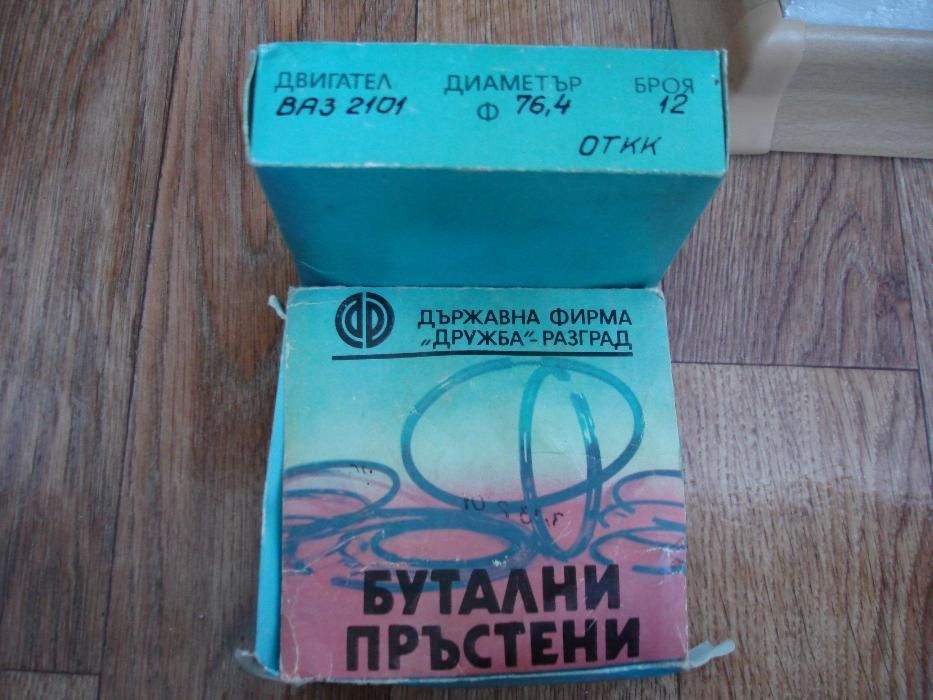 ДВИГАТЕЛ ДИАМЕТЪР БРОЯ
ВАЗ 2101 Ф 76,4 12
ОТКК
ДЪРЖАВНА ФИРМА
„ДРУЖБА"-РАЗГРАД
БУТАЛНИ
ПРЪСТЕНИ